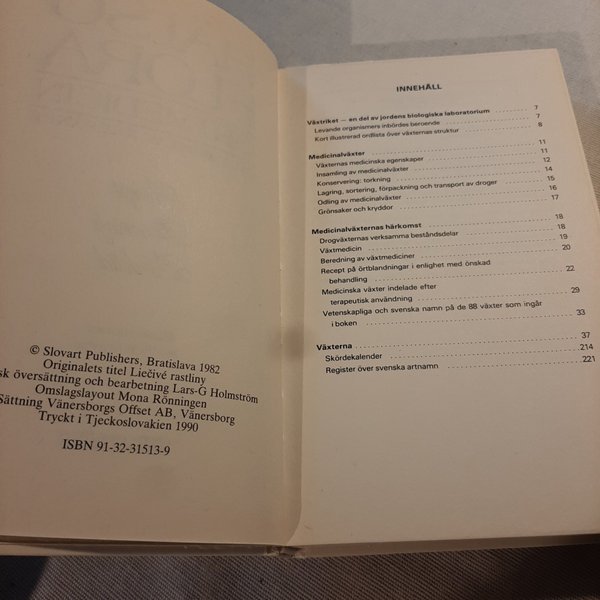 © Slovart Publishers, Bratislava 1982
Originalets titel Liečivé rastliny
översättning och bearbetning Lars-G Holmström
Omslagslayout Mona Rönningen
Sättning Vänersborgs Offset AB, Vänersborg
Tryckt i Tjeckoslovakien 1990
ISBN 91-32-31513-9
INNEHÅLL
Växtriket — en del av jordens biologiska laboratorium 7
Levande organismers inbördes beroende 7
Kort illustrerad ordlista över växternas struktur 8
Medicinalväxter 11
Växternas medicinska egenskaper 11
Insamling av medicinalväxter 12
Konservering: torkning 14
Lagring, sortering, förpackning och transport av droger 15
Odling av medicinalväxter 16
Grönsaker och kryddor 17
Medicinalväxternas härkomst 18
Drogväxternas verksamma beståndsdelar 18
Växtmedicin 19
Beredning av växtmediciner 20
Recept på örtblandningar i enlighet med önskad
behandling 22
Medicinska växter indelade efter
terapeutisk användning 29
Vetenskapliga och svenska namn på de 88 växter som ingår
i boken 33
Växterna 37
Skördekalender 214
Register över svenska artnamn 221